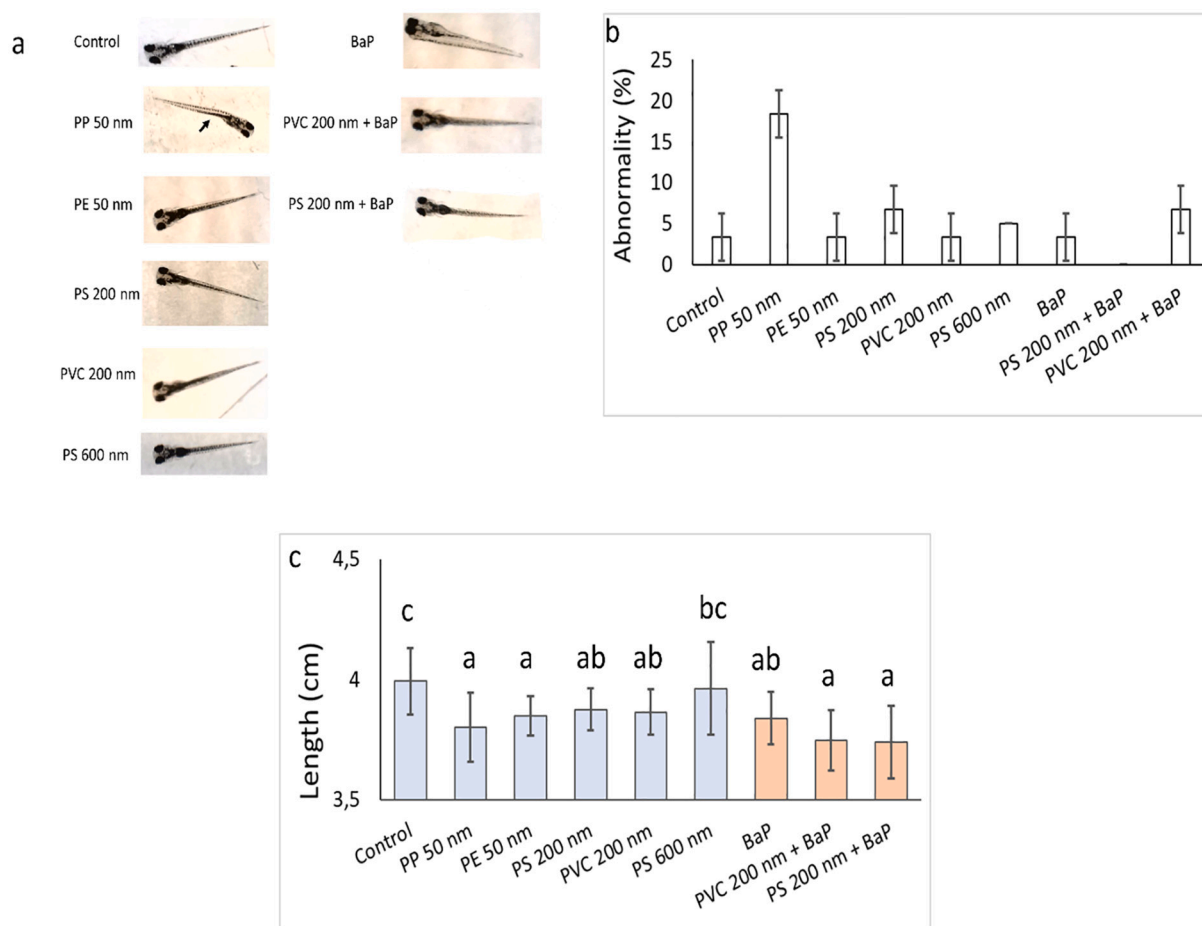 a
Control
PP 50 nm
PE 50 nm
PS 200 nm
PVC 200 nm
PS 600 nm
BaP
PVC 200 nm + BaP
PS 200 nm + BaP
b
Abnormality (%)
25
20
15
10
5
0
Control
PP 50 nm
PE 50 nm
PS 200 nm
PVC 200 nm
PS 600 nm
BaP
PS 200 nm + BaP
PVC 200 nm + BaP
c
Length (cm)
4,5
4
3,5
c
a
a
ab
ab
bc
ab
a
a
Control
PP 50 nm
PE 50 nm
PS 200 nm
PVC 200 nm
PS 600 nm
BaP
PVC 200 nm + BaP
PS 200 nm + BaP